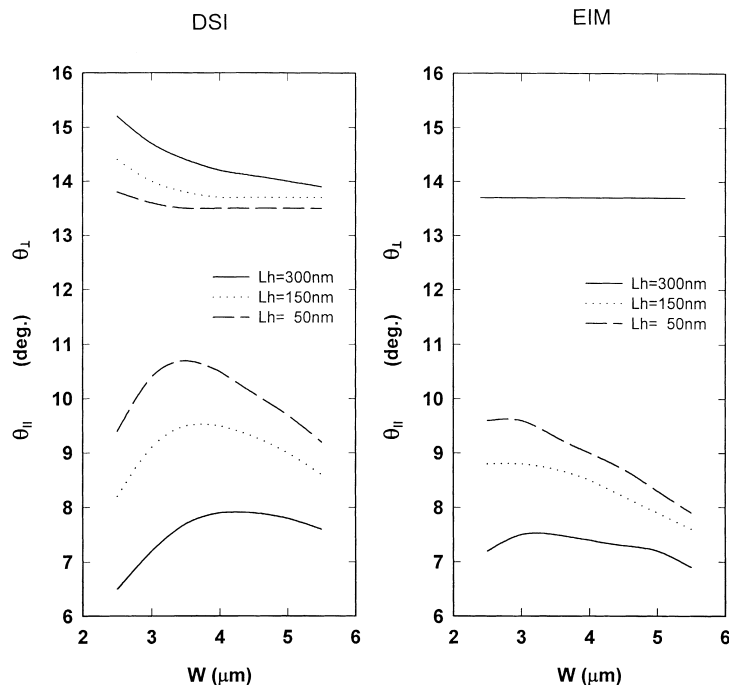 DSI
EIM
16
15
14
13
12
11
10
9
8
7
6
θ⊥
(deg.)
θ||
Lh=300nm
Lh=150nm
Lh= 50nm
2
3
4
5
6
W (μm)
16
15
14
13
12
11
10
9
8
7
6
θ⊥
(deg.)
θ||
Lh=300nm
Lh=150nm
Lh= 50nm
2
3
4
5
6
W (μm)